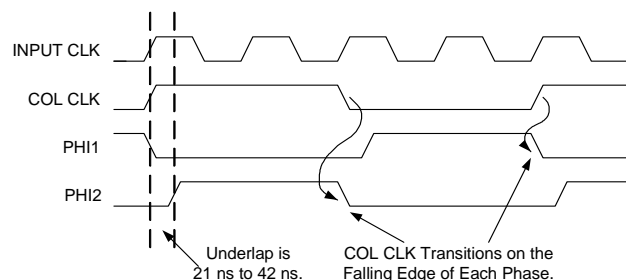 INPUT CLK
COL CLK
PHI1
PHI2
Underlap is
21 ns to 42 ns.
COL CLK Transitions on the
Falling Edge of Each Phase.